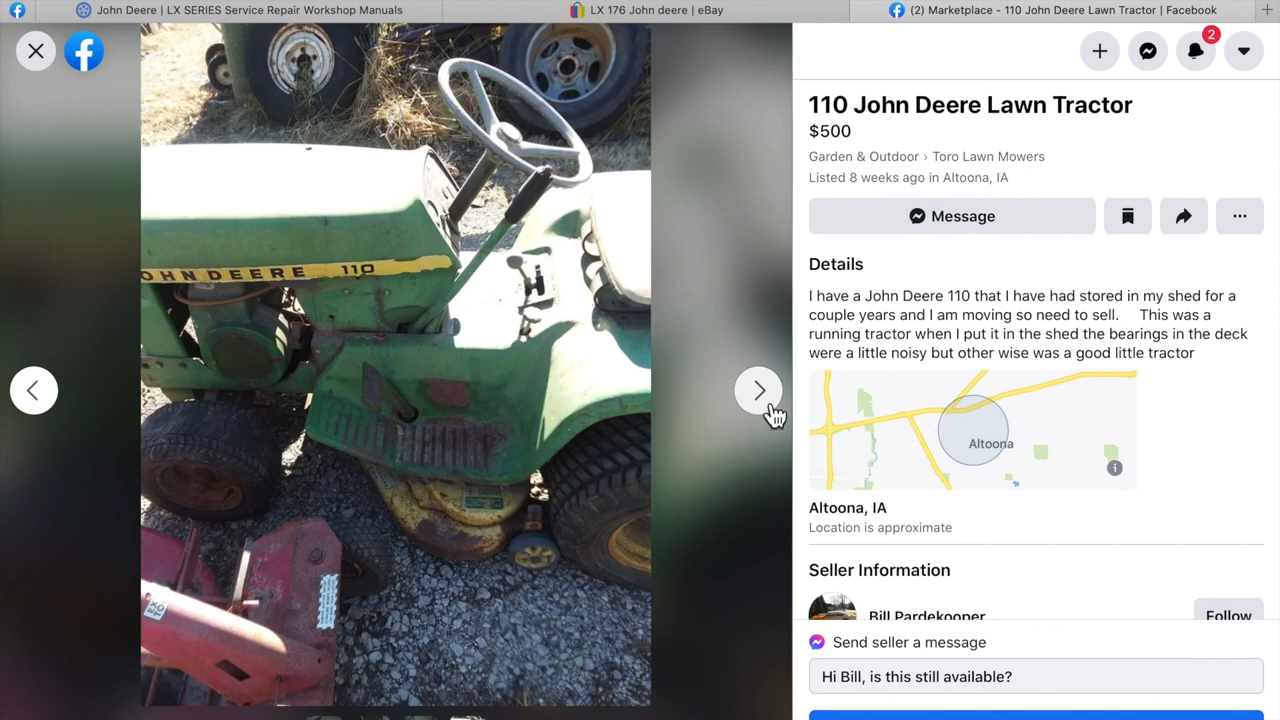 John Deere | LX SERIES Service Repair Workshop Manuals
LX 176 John deere | eBay
(2) Marketplace - 110 John Deere Lawn Tractor | Facebook
2
110 John Deere Lawn Tractor
$500
Garden & Outdoor › Toro Lawn Mowers
Listed 8 weeks ago in Altoona, IA
Message
Details
I have a John Deere 110 that I have had stored in my shed for a
couple years and I am moving so need to sell. This was a
running tractor when I put it in the shed the bearings in the deck
were a little noisy but other wise was a good little tractor
Altoona
Altoona, IA
Location is approximate
Seller Information
Bill Pardekooper
Follow
Send seller a message
Hi Bill, is this still available?
OHN DEERE 110